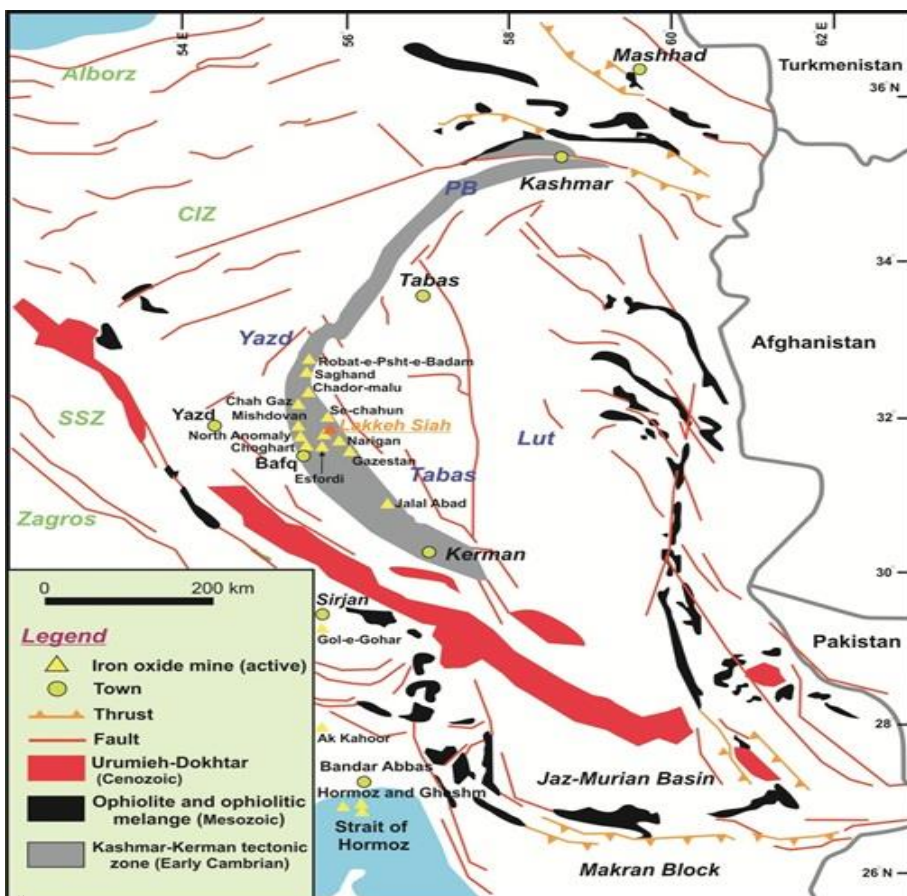 54 E
56
58
60
62
Mashhad
Turkmenistan
36° N
Alborz
Kashmar
PB
CIZ
34
Tabas
Afghanistan
Yazd
Robat-e-Psht-e-Badam
Saghand
Chador-malu
Chah Gaz
Mishdovan
Se-chahun
SSZ
Yazd
Lakkeh Siah
32
North Anomaly
Narigan
Lut
Choghart
Bafq
Gazestan
Esfordi
Tabas
Jalal Abad
Zagros
Kerman
30
0
200 km
Sirjan
Legend
Gol-e-Gohar
Pakistan
Iron oxide mine (active)
Town
Thrust
Fault
Ak Kahoor
28
Urumieh-Dokhtar
(Cenozoic)
Bandar Abbas
Jaz-Murian Basin
Hormoz and Gheshm
Ophiolite and ophiolitic
melange (Mesozoic)
Strait of
Hormoz
Kashmar-Kerman tectonic
zone (Early Cambrian)
Makran Block
26°N